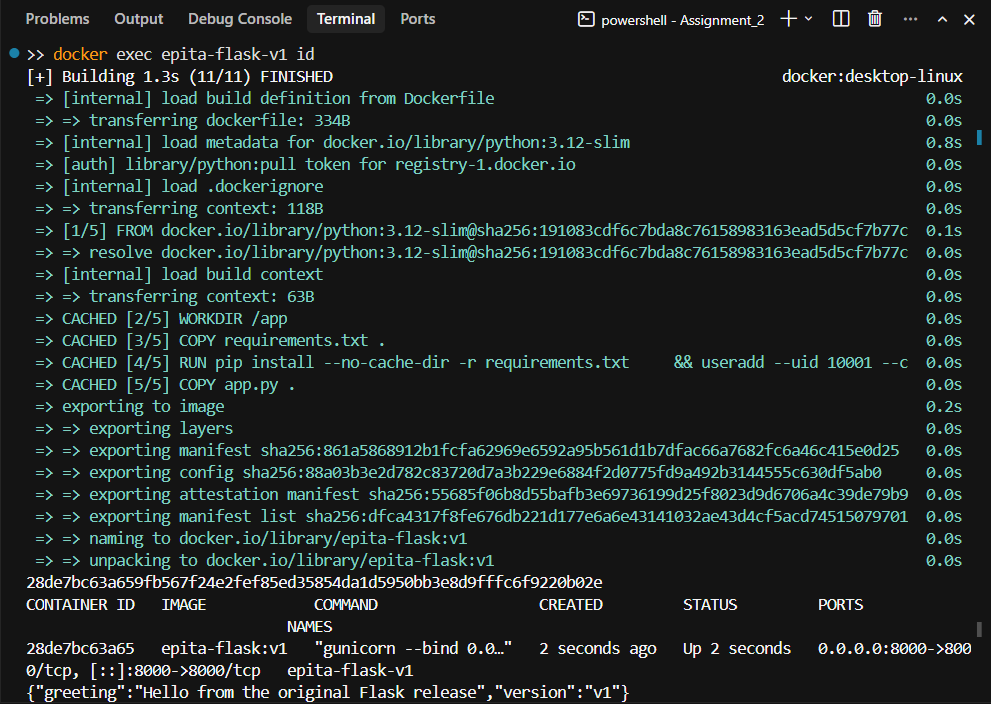 Problems Output Debug Console Terminal Ports powershell - Assignment_2
>> docker exec epita-flask-v1 id
[+] Building 1.3s (11/11) FINISHED docker:desktop-linux
=> [internal] load build definition from Dockerfile 0.0s
=> => transferring dockerfile: 334B 0.0s
=> [internal] load metadata for docker.io/library/python:3.12-slim 0.8s
=> [auth] library/python:pull token for registry-1.docker.io 0.0s
=> [internal] load .dockerignore 0.0s
=> => transferring context: 118B 0.0s
=> [1/5] FROM docker.io/library/python:3.12-slim@sha256:191083cdf6c7bda8c76158983163ead5d5cf7b77c 0.1s
=> => resolve docker.io/library/python:3.12-slim@sha256:191083cdf6c7bda8c76158983163ead5d5cf7b77c 0.0s
=> [internal] load build context 0.0s
=> => transferring context: 63B 0.0s
=> CACHED [2/5] WORKDIR /app 0.0s
=> CACHED [3/5] COPY requirements.txt . 0.0s
=> CACHED [4/5] RUN pip install --no-cache-dir -r requirements.txt && useradd --uid 10001 --c 0.0s
=> CACHED [5/5] COPY app.py . 0.0s
=> exporting to image 0.2s
=> => exporting layers 0.0s
=> => exporting manifest sha256:861a5868912b1fcfa62969e6592a95b561d1b7dfac66a7682fc6a46c415e0d25 0.0s
=> => exporting config sha256:88a03b3e2d782c83720d7a3b229e6884f2d0775fd9a492b3144555c630df5ab0 0.0s
=> => exporting attestation manifest sha256:55685f06b8d55bafb3e69736199d25f8023d9d6706a4c39de79b9 0.0s
=> => exporting manifest list sha256:dfca4317f8fe676db221d177e6a6e43141032ae43d4cf5acd74515079701 0.0s
=> => naming to docker.io/library/epita-flask:v1 0.0s
=> => unpacking to docker.io/library/epita-flask:v1 0.0s
28de7bc63a659fb567f24e2fef85ed35854da1d5950bb3e8d9fffc6f9220b02e
CONTAINER ID IMAGE COMMAND CREATED STATUS PORTS
NAMES
28de7bc63a65 epita-flask:v1 "gunicorn --bind 0.0…" 2 seconds ago Up 2 seconds 0.0.0.0:8000->800
0/tcp, [::]:8000->8000/tcp epita-flask-v1
{"greeting":"Hello from the original Flask release","version":"v1"}